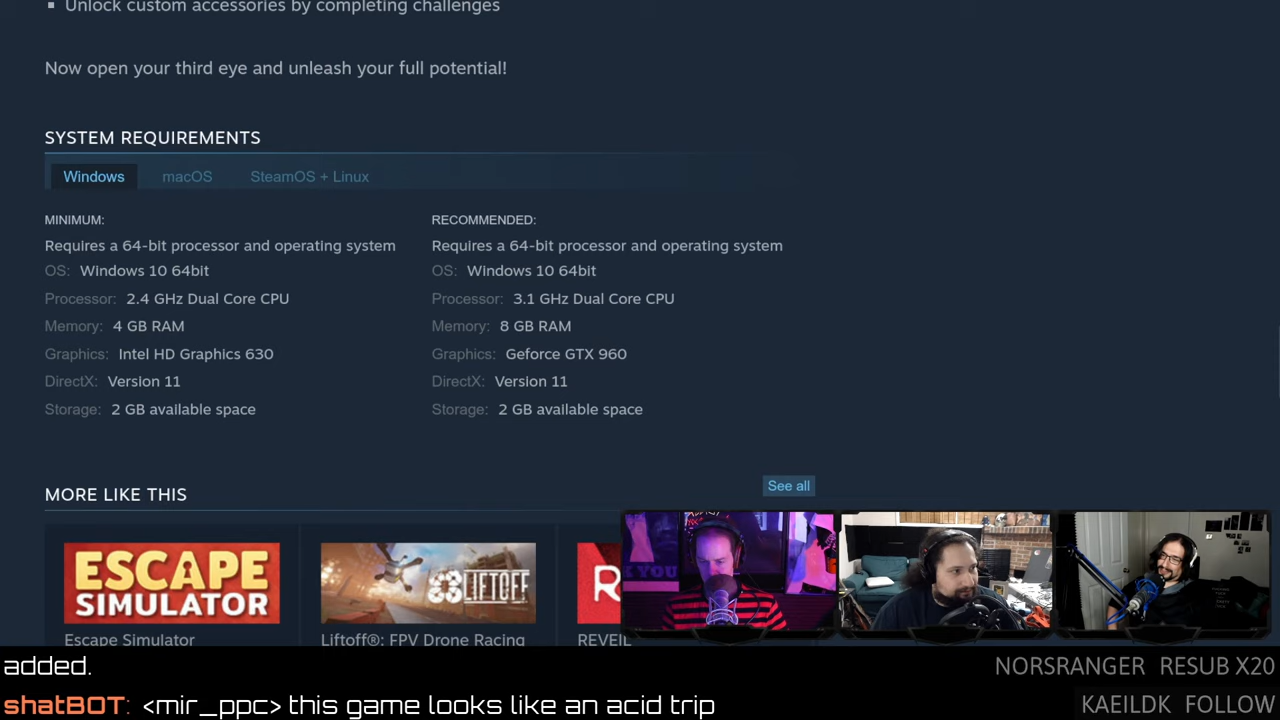 Unlock custom accessories by completing challenges
Now open your third eye and unleash your full potential!
SYSTEM REQUIREMENTS
Windows macOS SteamOS + Linux
MINIMUM:
Requires a 64-bit processor and operating system
OS: Windows 10 64bit
Processor: 2.4 GHz Dual Core CPU
Memory: 4 GB RAM
Graphics: Intel HD Graphics 630
DirectX: Version 11
Storage: 2 GB available space
RECOMMENDED:
Requires a 64-bit processor and operating system
OS: Windows 10 64bit
Processor: 3.1 GHz Dual Core CPU
Memory: 8 GB RAM
Graphics: Geforce GTX 960
DirectX: Version 11
Storage: 2 GB available space
MORE LIKE THIS
See all
ESCAPE
SIMULATOR
LIFTOFF
R
YOU
Escape Simulator
Liftoff®: FPV Drone Racing
REVEIL
added.
shatBOT: <mir_ppc> this game looks like an acid trip
NORSRANGER RESUB X20
KAEILDK FOLLOW